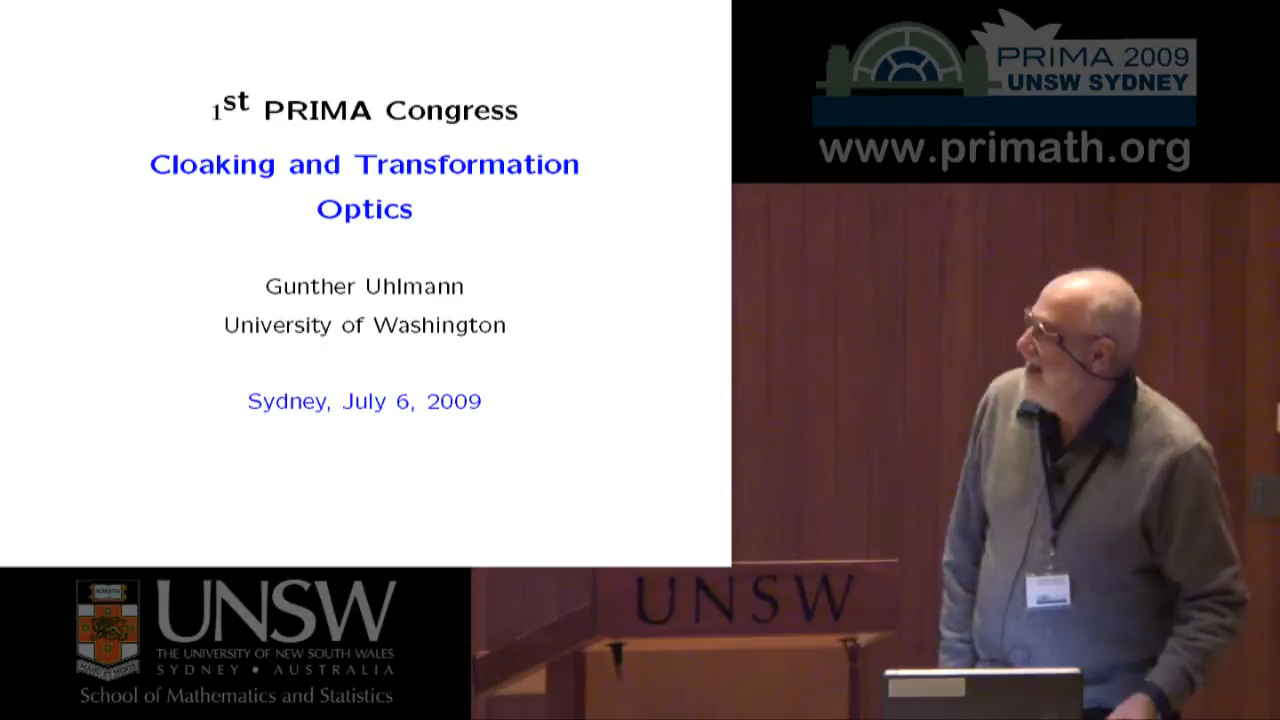 1st PRIMA Congress
Cloaking and Transformation
Optics
Gunther Uhlmann
University of Washington
Sydney, July 6, 2009
PRIMA 2009
UNSW SYDNEY
www.primath.org
UNSW
THE UNIVERSITY OF NEW SOUTH WALES
SYDNEY • AUSTRALIA
School of Mathematics and Statistics
UNSW